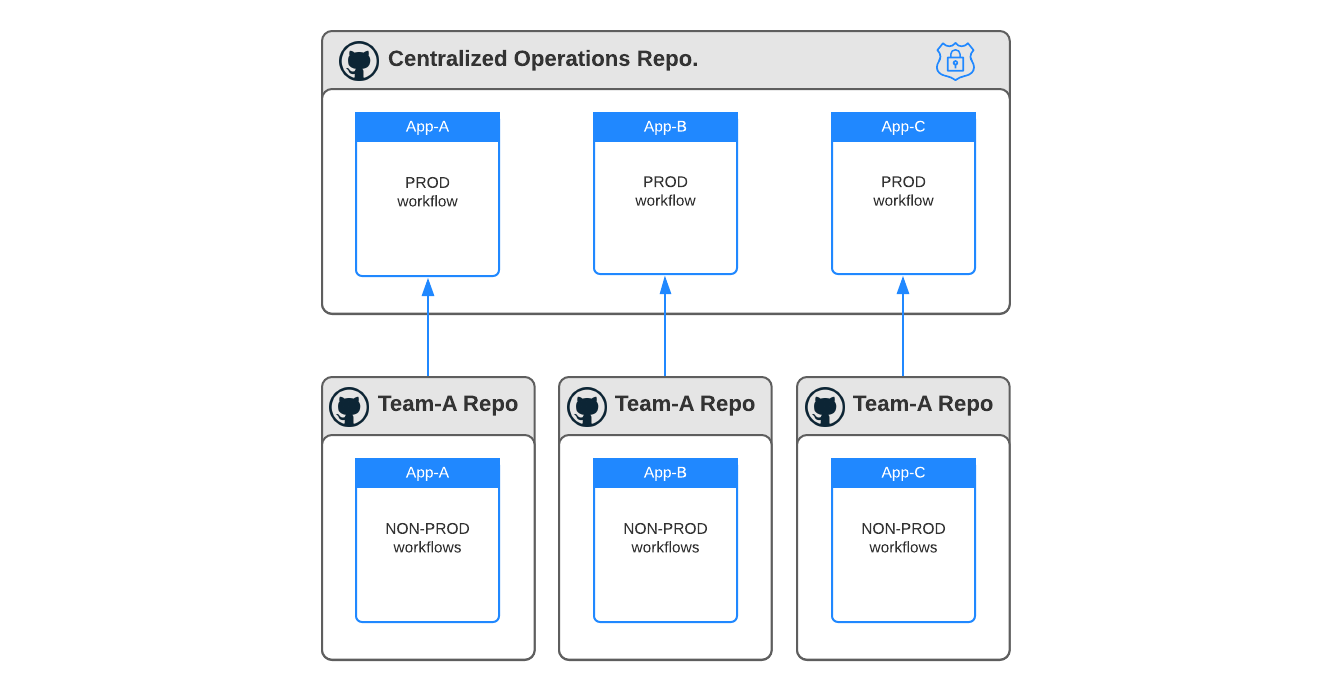 Centralized Operations Repo.
App-A
App-B
App-C
PROD
workflow
PROD
workflow
PROD
workflow
Team-A Repo
Team-A Repo
Team-A Repo
App-A
App-B
App-C
NON-PROD
workflows
NON-PROD
workflows
NON-PROD
workflows